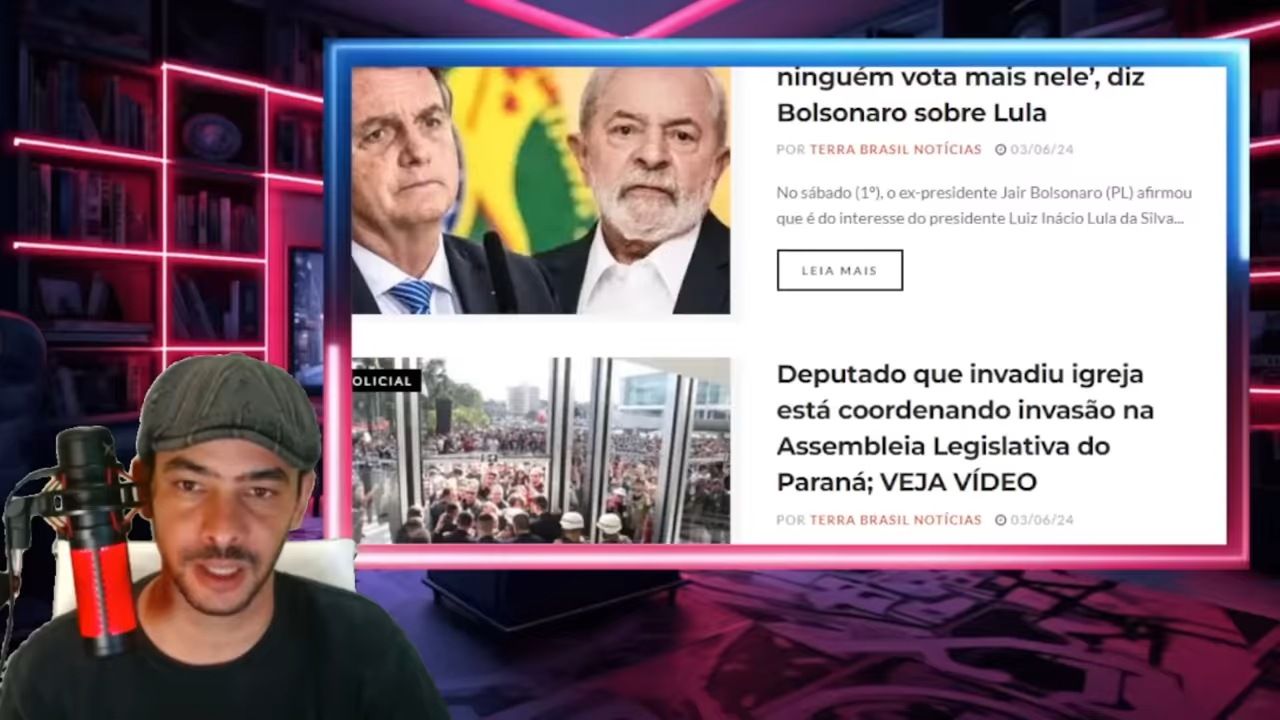 ninguém vota mais nele’, diz
Bolsonaro sobre Lula
POR TERRA BRASIL NOTÍCIAS 03/06/24
No sábado (1º), o ex-presidente Jair Bolsonaro (PL) afirmou
que é do interesse do presidente Luiz Inácio Lula da Silva...
LEIA MAIS
OLICIAL
Deputado que invadiu igreja
está coordenando invasão na
Assembleia Legislativa do
Paraná; VEJA VÍDEO
POR TERRA BRASIL NOTÍCIAS 03/06/24